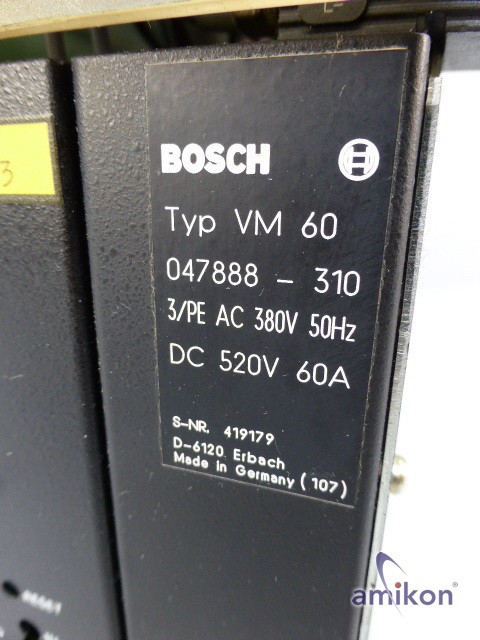 BOSCH
Typ VM 60
047888 - 310
3/PE AC 380V 50Hz
DC 520V 60A
S-NR. 419179
D-6120 Erbach
Made in Germany (107)
3
amikon